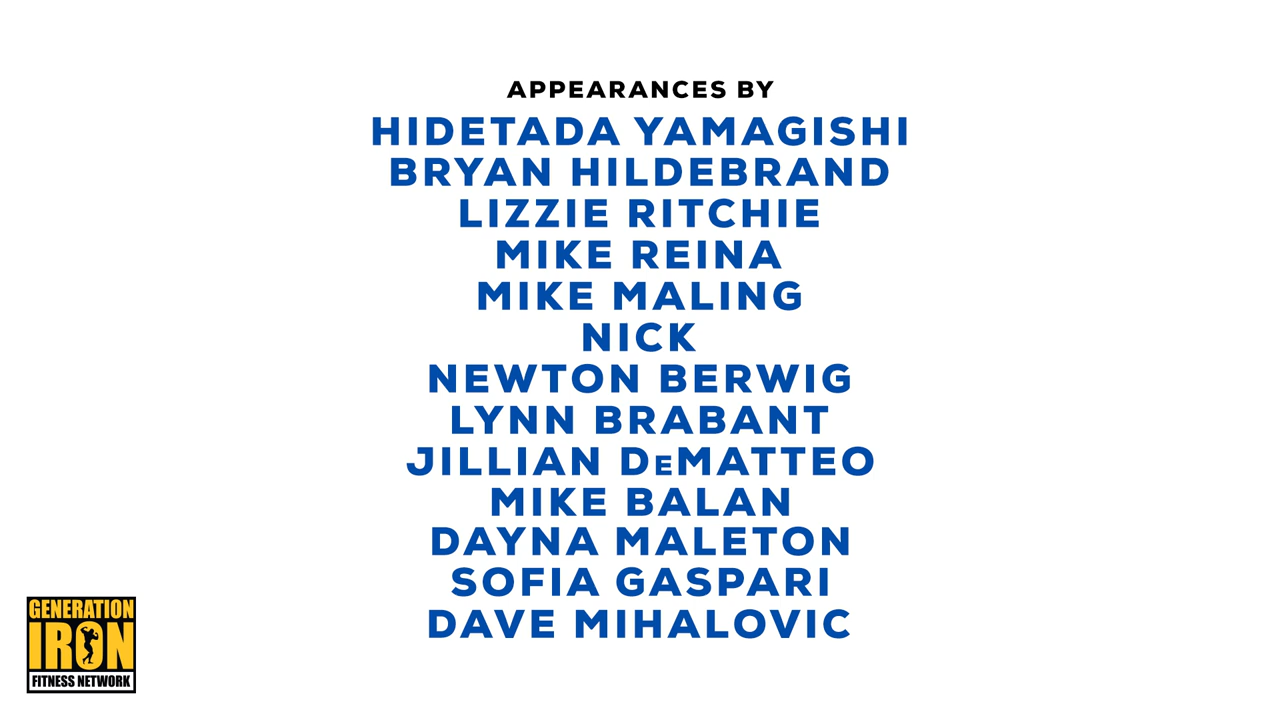 APPEARANCES BY
HIDETADA YAMAGISHI
BRYAN HILDEBRAND
LIZZIE RITCHIE
MIKE REINA
MIKE MALING
NICK
NEWTON BERWIG
LYNN BRABANT
JILLIAN DEMATTEO
MIKE BALAN
DAYNA MALETON
SOFIA GASPARI
DAVE MIHALOVIC
GENERATION
IRON
FITNESS NETWORK